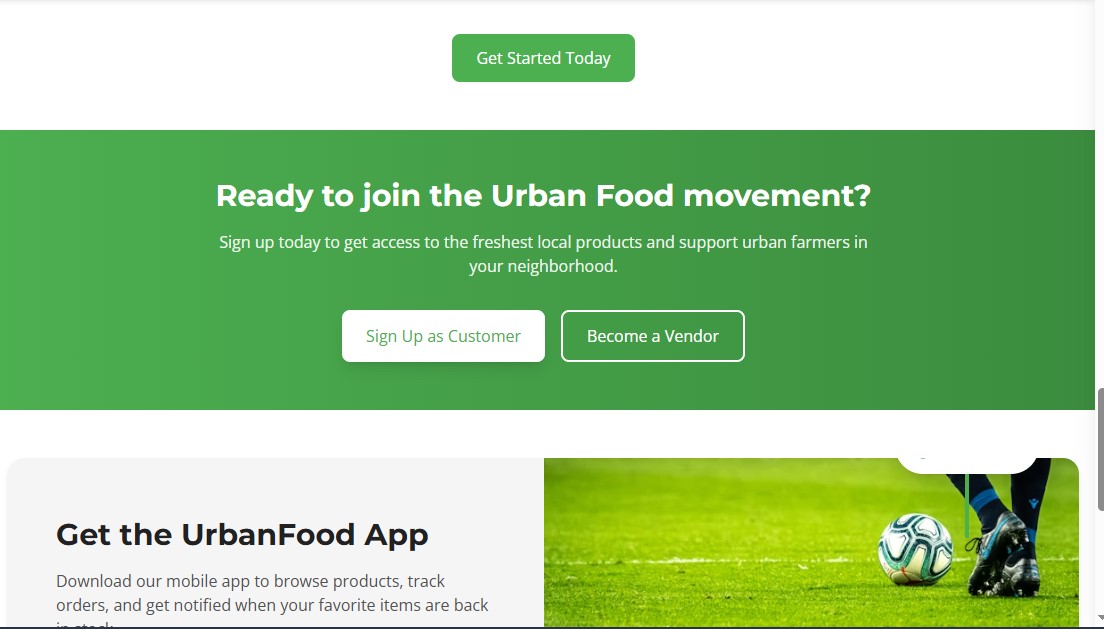 Get Started Today
Ready to join the Urban Food movement?
Sign up today to get access to the freshest local products and support urban farmers in
your neighborhood.
Sign Up as Customer
Become a Vendor
Get the UrbanFood App
Download our mobile app to browse products, track
orders, and get notified when your favorite items are back
in stock